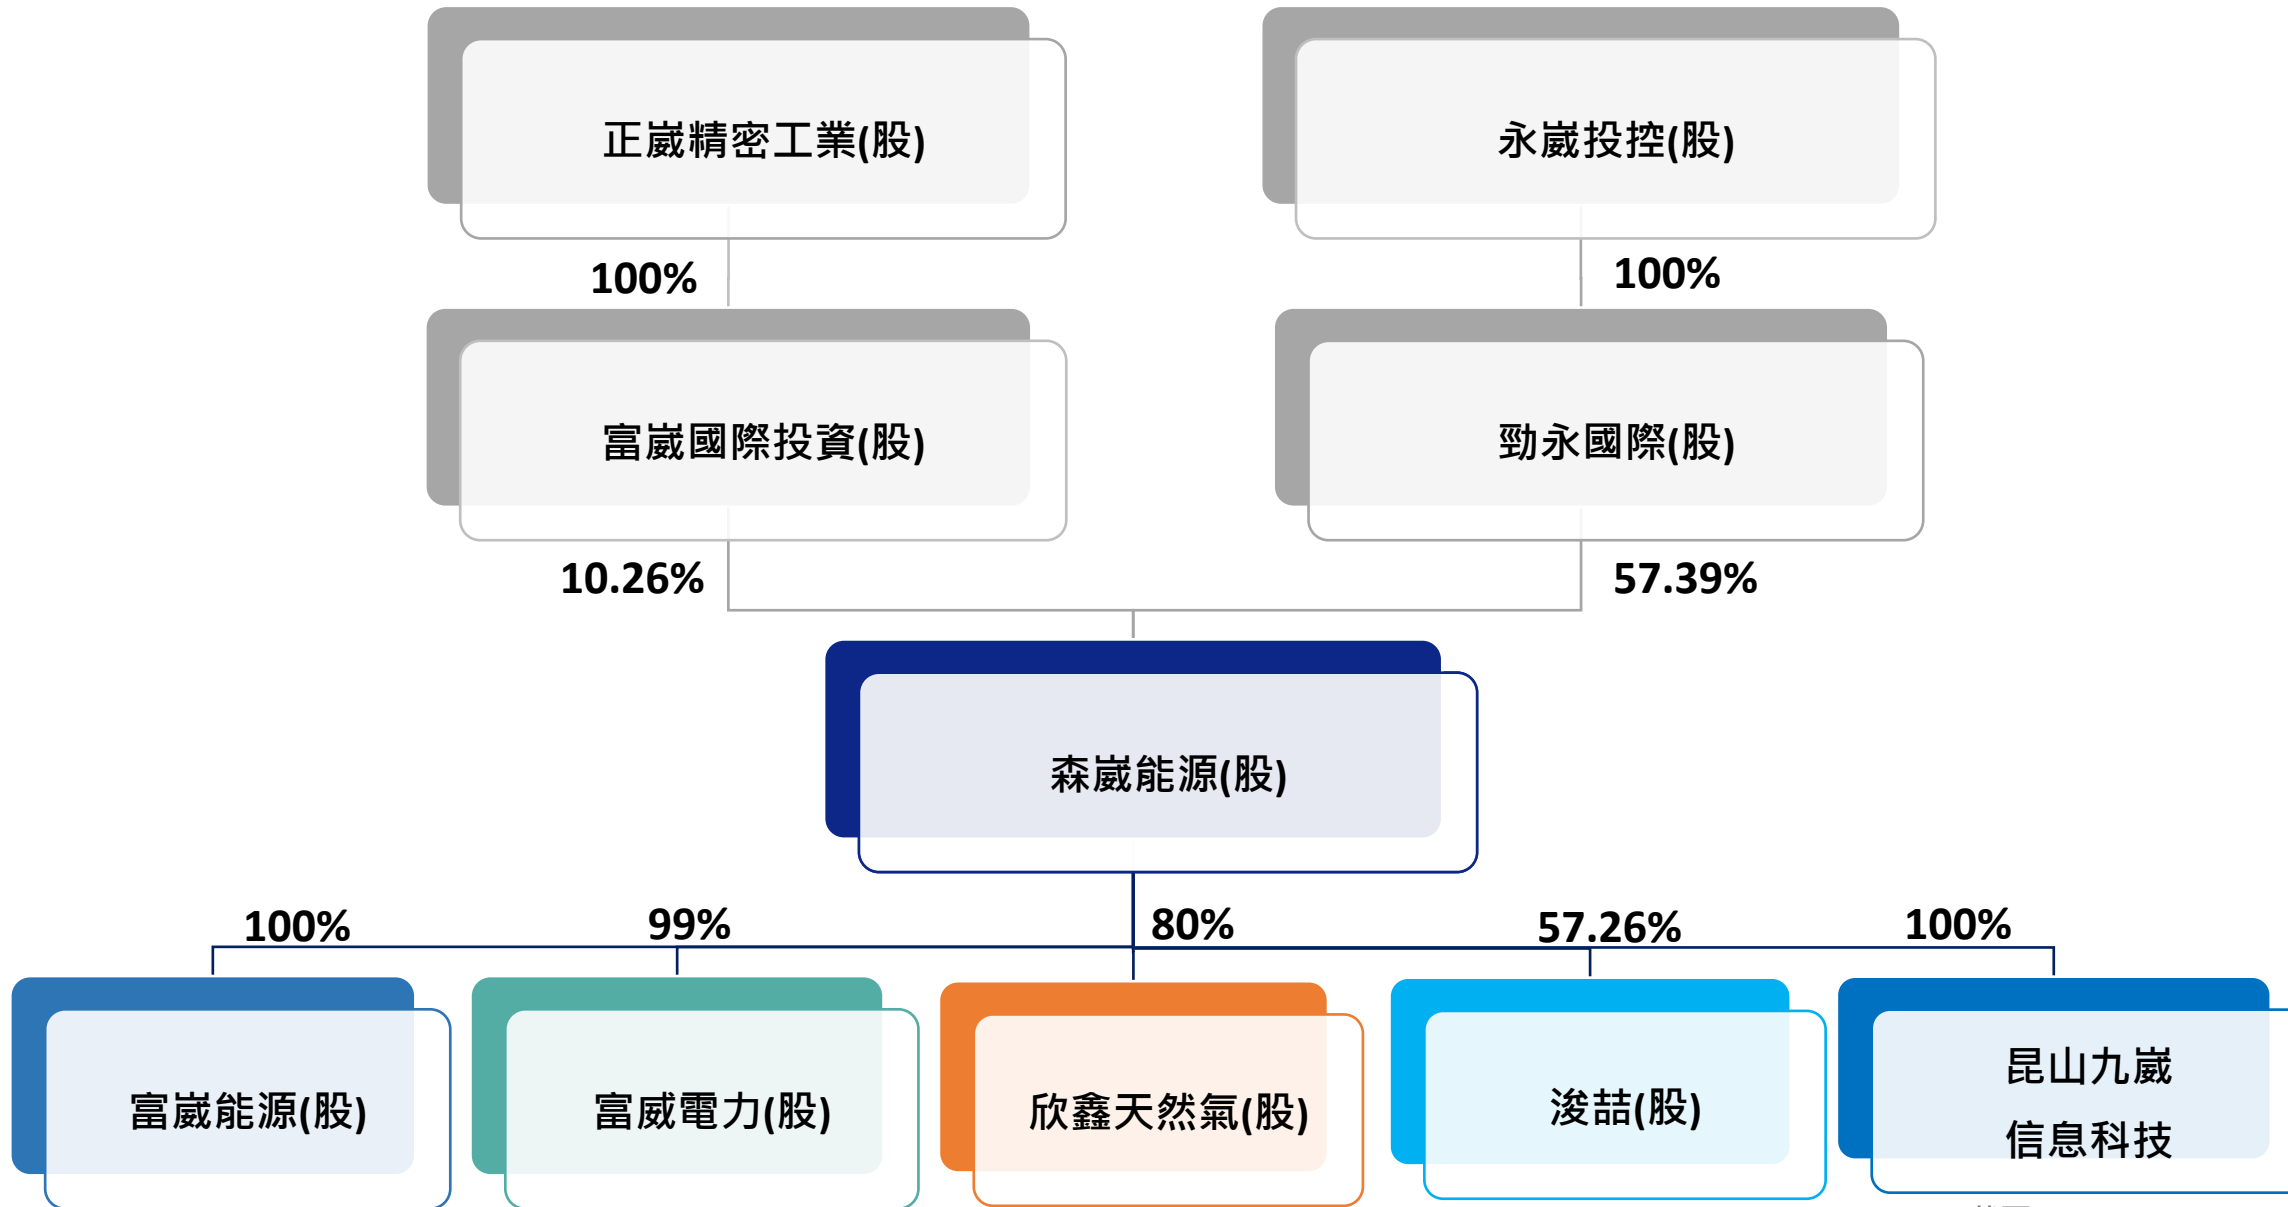 正崴精密工業(股)
永崴投控(股)
100%
100%
富崴國際投資(股)
勁永國際(股)
10.26%
57.39%
森崴能源(股)
100%
99%
80%
57.26%
100%
富崴能源(股)
富威電力(股)
欣鑫天然氣(股)
浚喆(股)
昆山九崴
信息科技